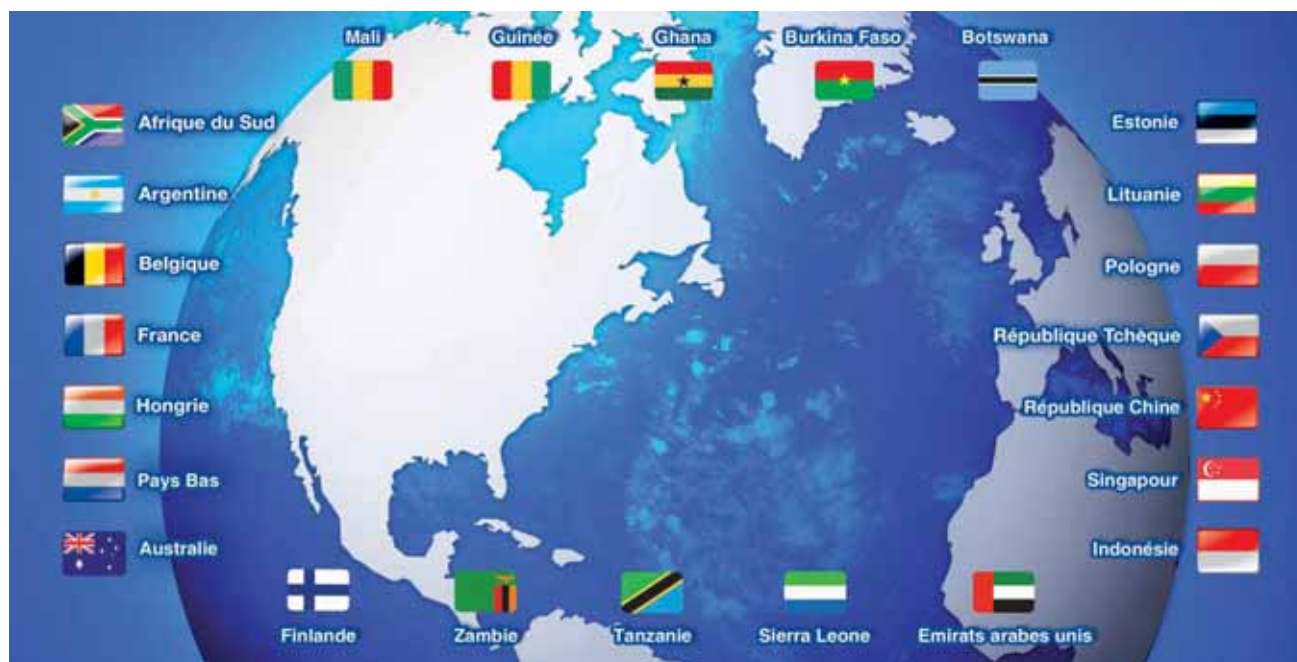 Mali
Guinée
Ghana
Burkina Faso
Botswana
Afrique du Sud
Argentine
Belgique
France
Hongrie
Pays Bas
Australie
Estonie
Lituanie
Pologne
République Tchèque
République Chine
Singapour
Indonésie
Finlande
Zambie
Tanzanie
Sierra Leone
Emirats arabes unis